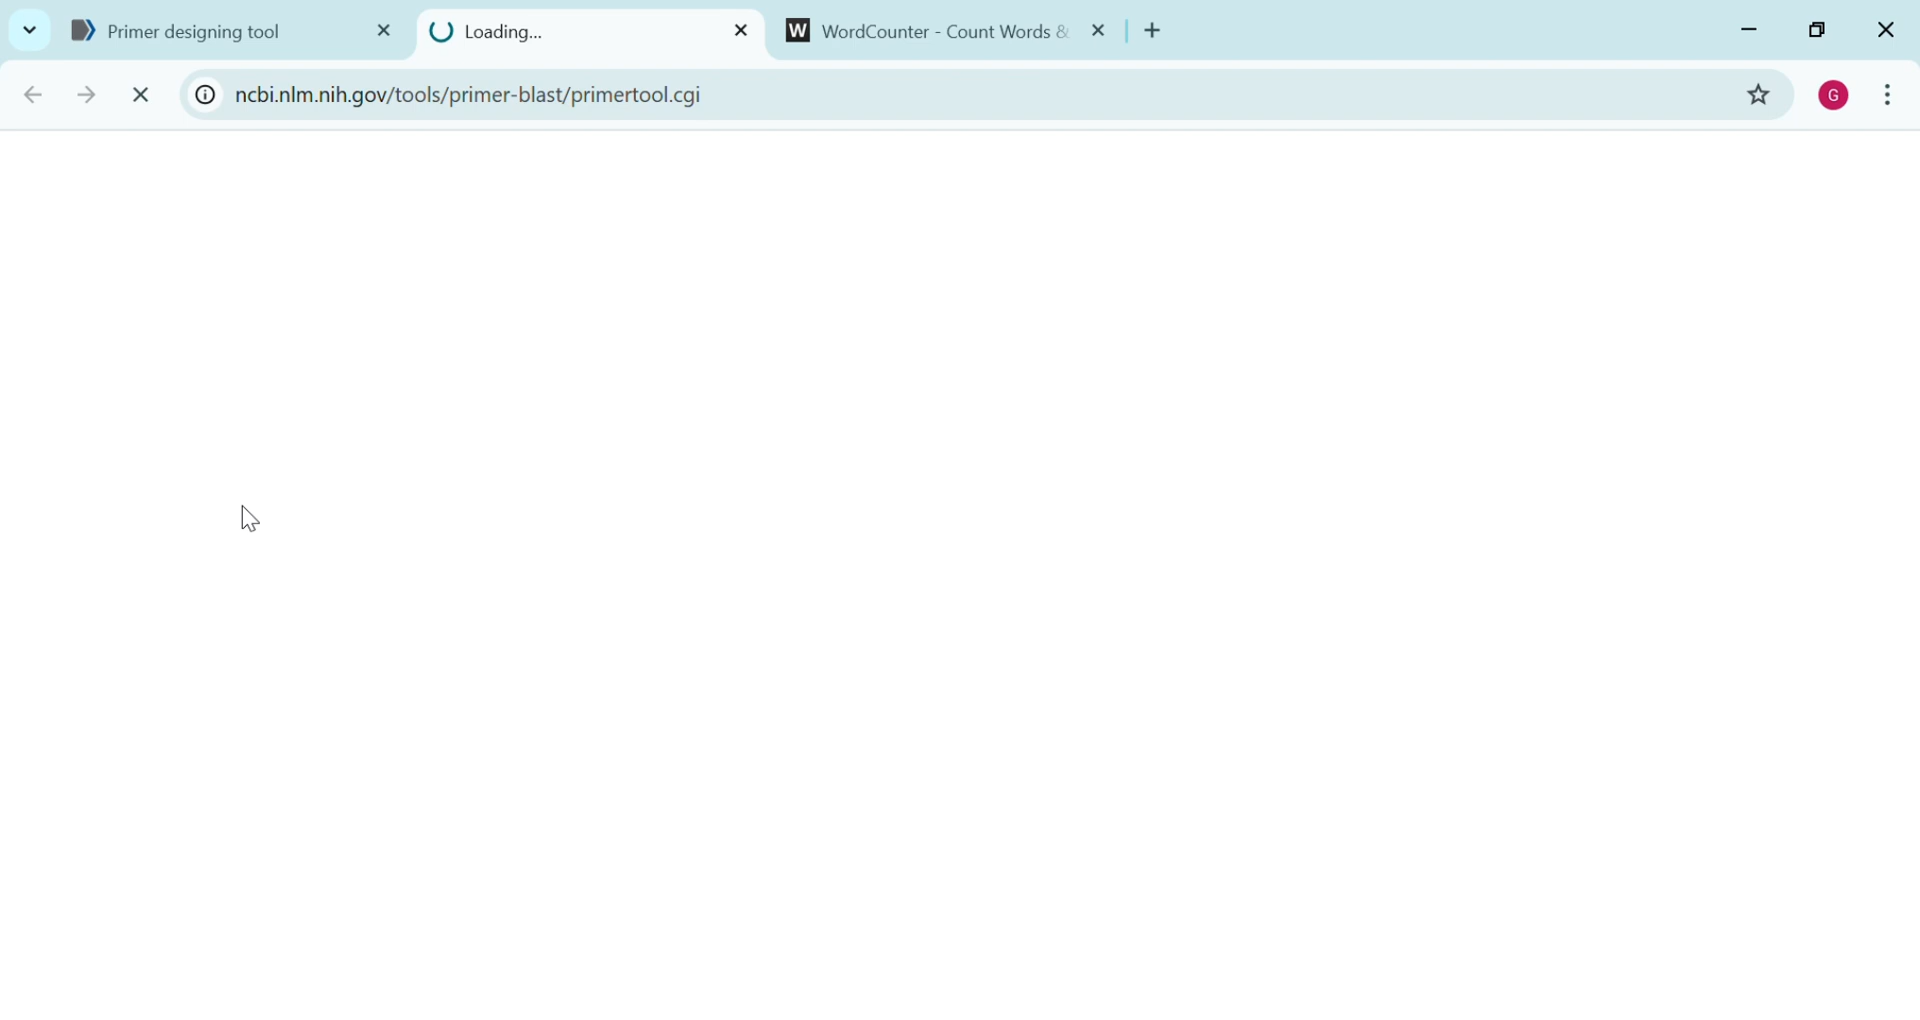 Primer designing tool
Loading...
W WordCounter - Count Words &
ncbi.nlm.nih.gov/tools/primer-blast/primertool.cgi
G